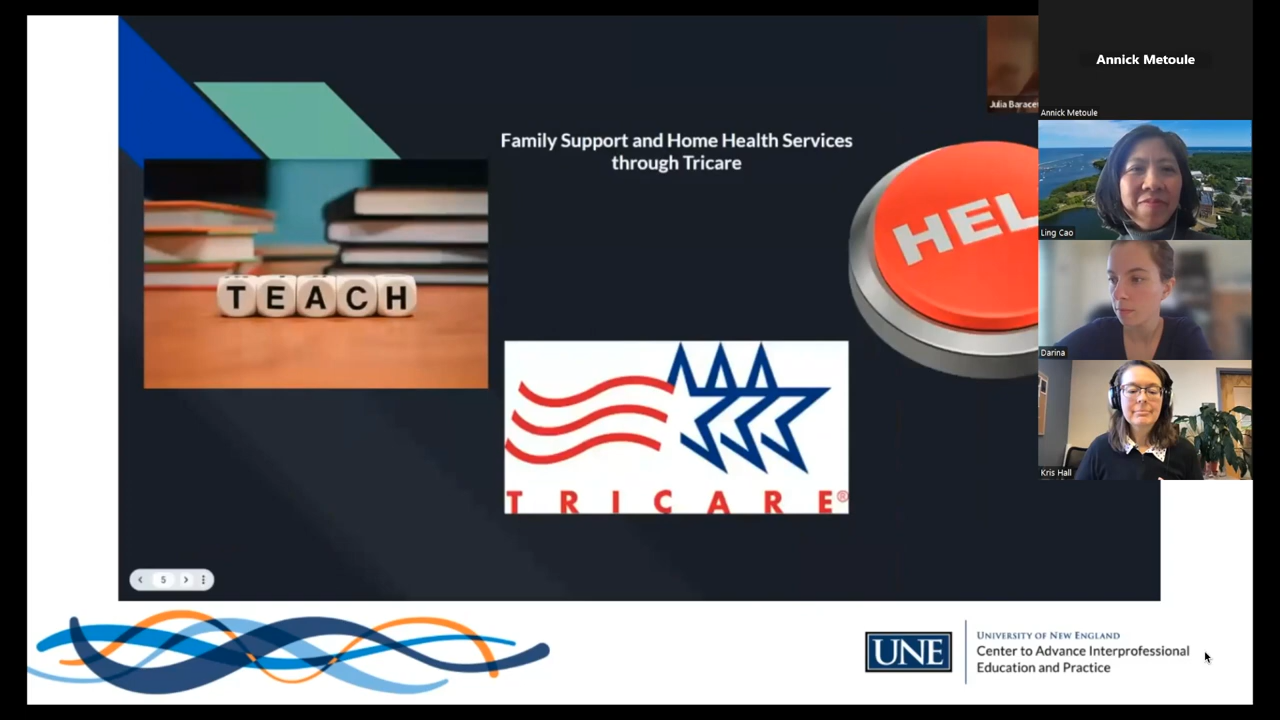 Annick Metoule
Julia Barace
Annick Metoule
Family Support and Home Health Services
through Tricare
HEL
Ling Cao
TEACH
Darina
TRICARE®
Kris Hall
5
UNE
UNIVERSITY OF NEW ENGLAND
Center to Advance Interprofessional
Education and Practice